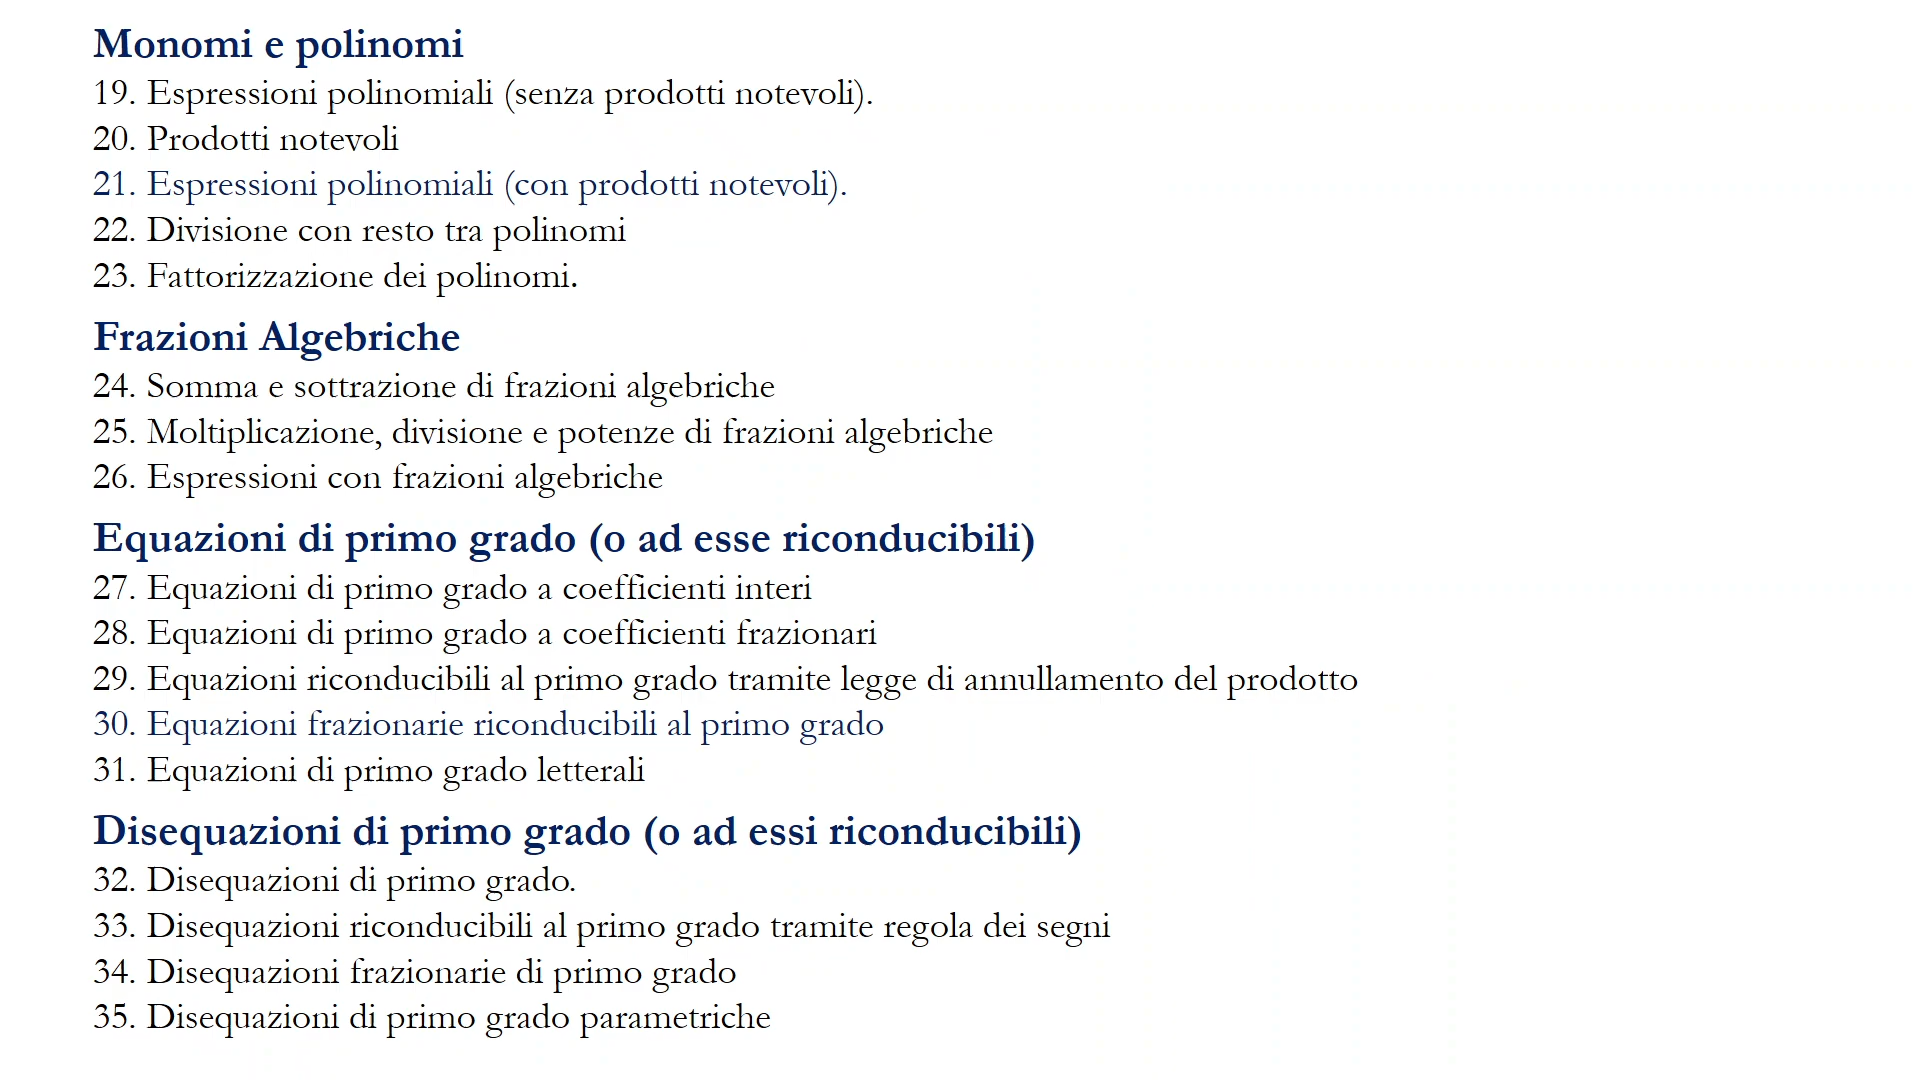 Monomi e polinomi
19. Espressioni polinomiali (senza prodotti notevoli).
20. Prodotti notevoli
21. Espressioni polinomiali (con prodotti notevoli).
22. Divisione con resto tra polinomi
23. Fattorizzazione dei polinomi.
Frazioni Algebriche
24. Somma e sottrazione di frazioni algebriche
25. Moltiplicazione, divisione e potenze di frazioni algebriche
26. Espressioni con frazioni algebriche
Equazioni di primo grado (o ad esse riconducibili)
27. Equazioni di primo grado a coefficienti interi
28. Equazioni di primo grado a coefficienti frazionari
29. Equazioni riconducibili al primo grado tramite legge di annullamento del prodotto
30. Equazioni frazionarie riconducibili al primo grado
31. Equazioni di primo grado letterali
Disequazioni di primo grado (o ad essi riconducibili)
32. Disequazioni di primo grado.
33. Disequazioni riconducibili al primo grado tramite regola dei segni
34. Disequazioni frazionarie di primo grado
35. Disequazioni di primo grado parametriche